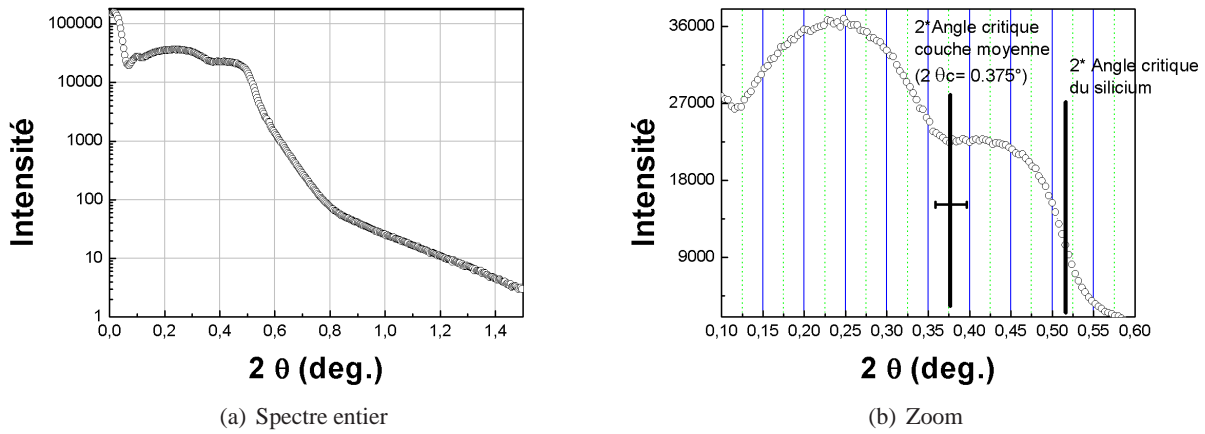 100000
10000
1000
100
10
1
Intensité
0,0 0,2 0,4 0,6 0,8 1,0 1,2 1,4
2 θ (deg.)
(a) Spectre entier
36000
27000
18000
9000
Intensité
2*Angle critique
couche moyenne
(2 θc= 0.375°)
2* Angle critique
du silicium
0,10 0,15 0,20 0,25 0,30 0,35 0,40 0,45 0,50 0,55 0,60
2 θ (deg.)
(b) Zoom